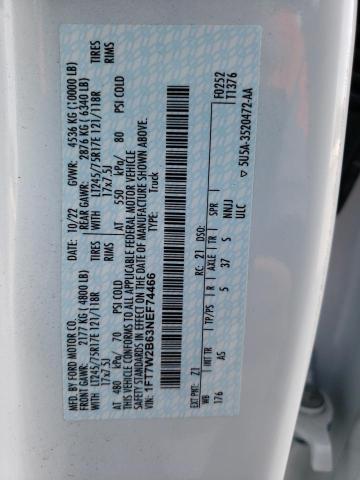 MFD. BY FORD MOTOR CO.
10/22 GVWR: 4536 KG (10000 LB)
FRONT GAWR: 2177 KG (4800 LB)
REAR GAWR: 2876 KG (6340 LB)
WITH LT245/75R17E 121/118R TIRES
WITH LT245/75R17E 121/118R TIRES
17x7.5J RIMS
17x7.5J RIMS
AT 480 kPa/ 70 PSI COLD
AT 550 kPa/ 80 PSI COLD
THIS VEHICLE CONFORMS TO ALL APPLICABLE FEDERAL MOTOR VEHICLE
SAFETY STANDARDS IN EFFECT ON THE DATE OF MANUFACTURE SHOWN ABOVE.
VIN: 1FT7W2B63NEF74466
TYPE: Truck
F0252
T1376
EXT PNT: Z1 RC: 21 DSO:
WB INT TR TP/PS R AXLE TR SPR
176 AS 5 37 S NNUJ
ULC
5U5A-3520472-AA